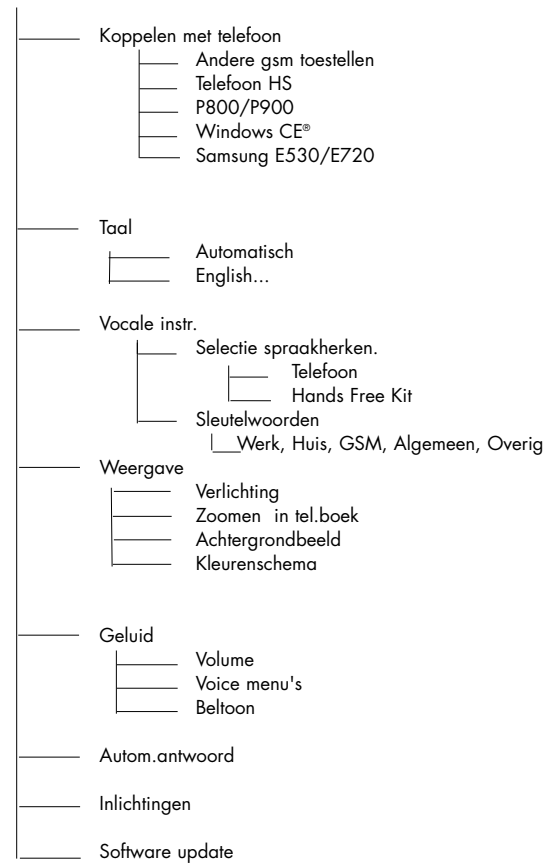 Koppelen met telefoon
Andere gsm toestellen
Telefoon HS
P800/P900
Windows CE®
Samsung E530/E720
Taal
Automatisch
English...
Vocale instr.
Selectie spraakherken.
Telefoon
Hands Free Kit
Sleutelwoorden
Werk, Huis, GSM, Algemeen, Overig
Weergave
Verlichting
Zoomen in tel.boek
Achtergrondbeeld
Kleurenschema
Geluid
Volume
Voice menu's
Beltoon
Autom.antwoord
Inlichtingen
Software update